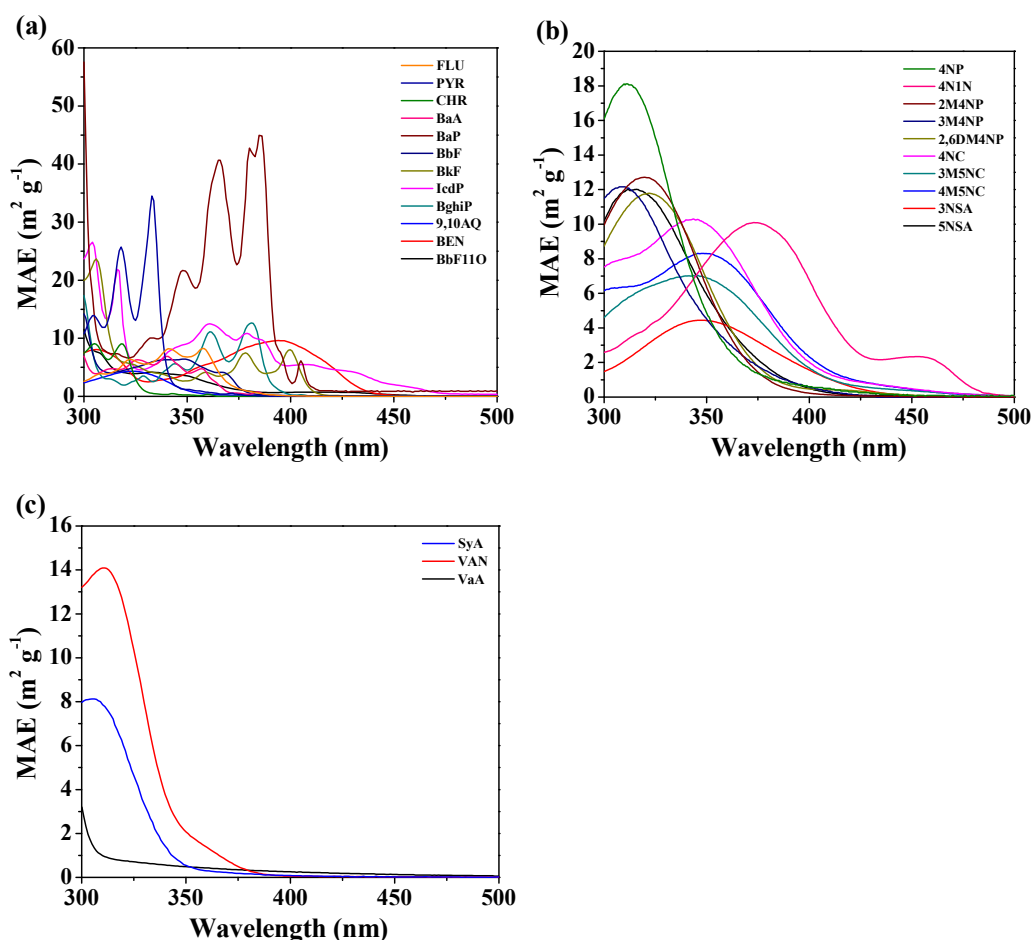 (a)
60
50
40
30
20
10
0
MAE (m² g⁻¹)
FLU
PYR
CHR
BaA
BaP
BbF
BkF
IcdP
BghiP
9,10AQ
BEN
BbF11O
300 350 400 450 500
Wavelength (nm)
(b)
20
18
16
14
12
10
8
6
4
2
0
MAE (m² g⁻¹)
4NP
4N1N
2M4NP
3M4NP
2,6DM4NP
4NC
3M5NC
4M5NC
3NSA
5NSA
300 350 400 450 500
Wavelength (nm)
(c)
16
14
12
10
8
6
4
2
0
MAE (m² g⁻¹)
SyA
VAN
VaA
300 350 400 450 500
Wavelength (nm)